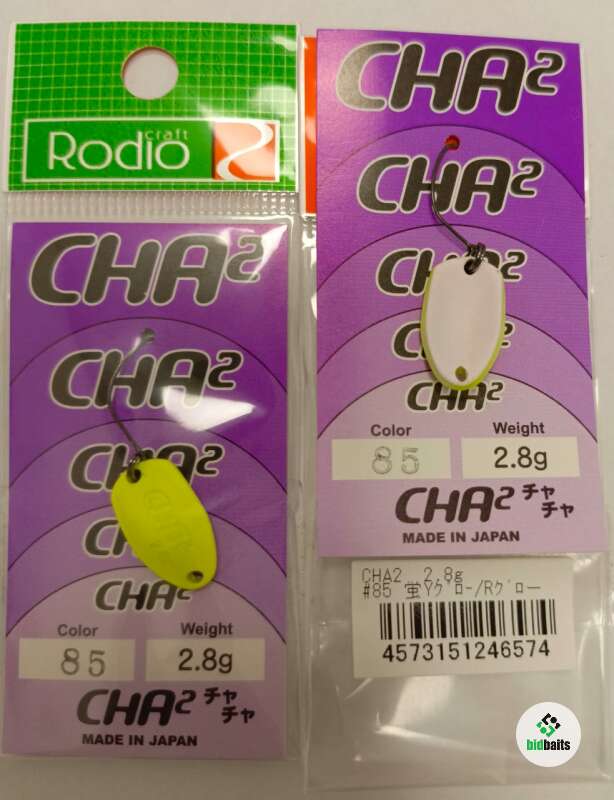 craft
Rodio
CHA2
CHA2
CHA2
CHA2
CHA2
Color
Weight
85
2.8g
CHA2 チャ
チャ
MADE IN JAPAN
CHA2
CHA2
CHA2
CHA2
Color
Weight
85
2.8g
CHA2 チャ
チャ
MADE IN JAPAN
CHA2 2.8g
#85 蛍Yグロー/Rグロー
4573151246574
bidbaits